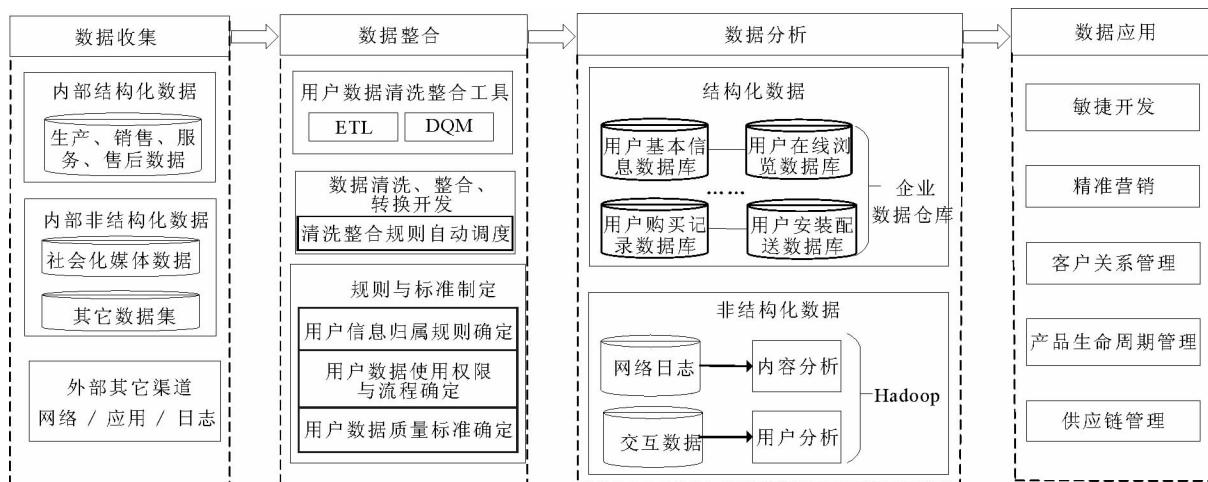 数据收集
内部结构化数据
生产、销售、服
务、售后数据
内部非结构化数据
社会化媒体数据
其它数据集
外部其它渠道
网络 / 应用 / 日志
数据整合
用户数据清洗整合工具
ETL
DQM
数据清洗、整合、
转换开发
清洗整合规则自动调度
规则与标准制定
用户信息归属规则确定
用户数据使用权限
与流程确定
用户数据质量标准确定
数据分析
结构化数据
用户基本信
息数据库
用户在线浏
览数据库
……
用户购买记
录数据库
用户安装配
送数据库
企业
数据仓库
非结构化数据
网络日志
内容分析
交互数据
用户分析
Hadoop
数据应用
敏捷开发
精准营销
客户关系管理
产品生命周期管理
供应链管理